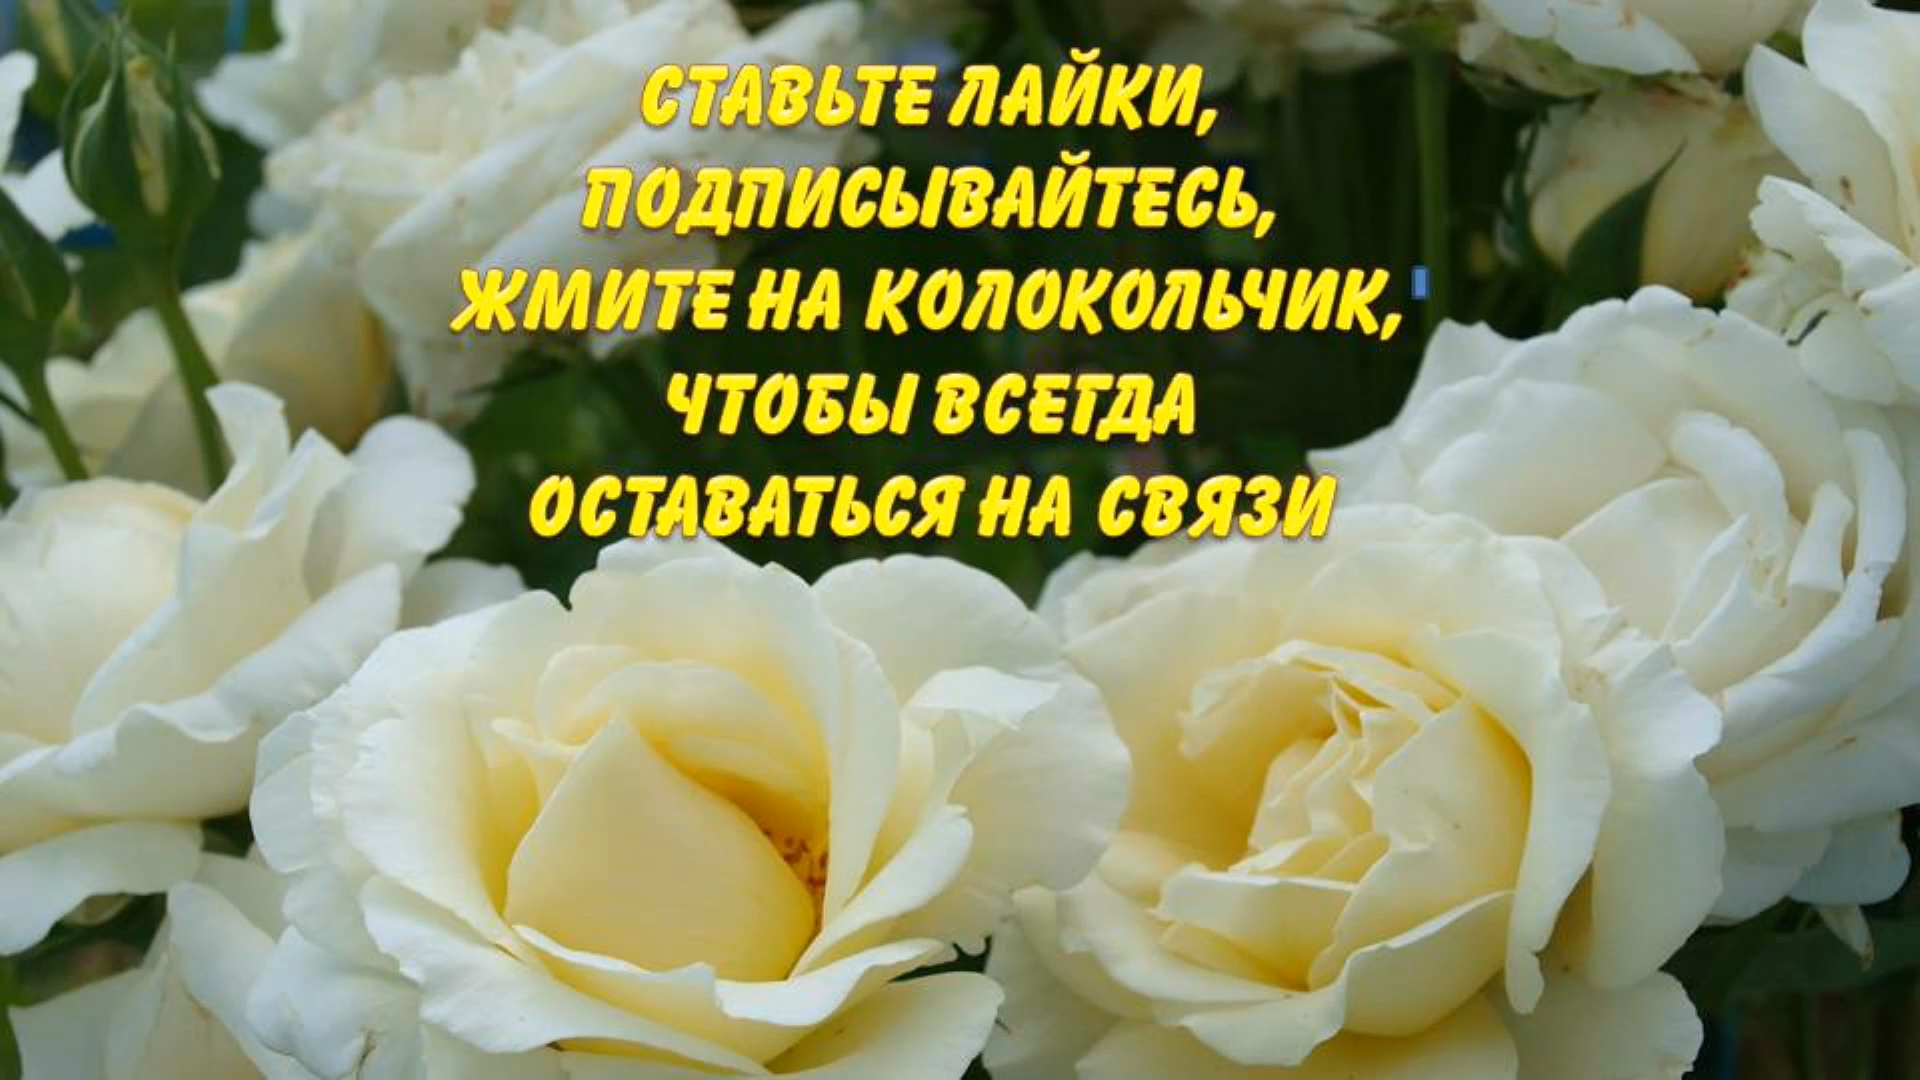 СТАВЬТЕ ЛАЙКИ,
ПОДПИСЫВАЙТЕСЬ,
ЖМИТЕ НА КОЛОКОЛЬЧИК,
ЧТОБЫ ВСЕГДА
ОСТАВАТЬСЯ НА СВЯЗИ